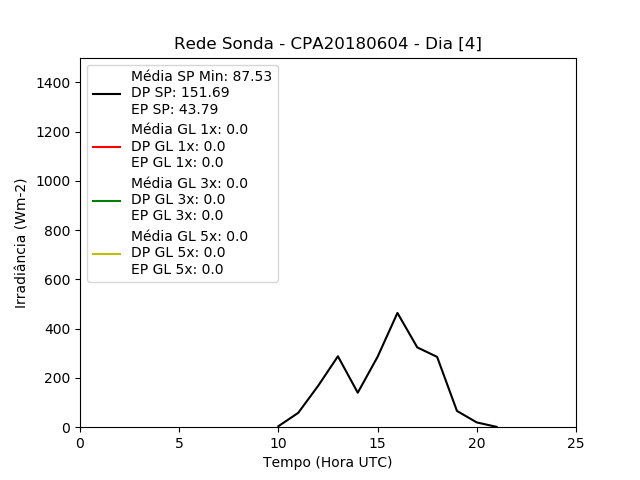 Rede Sonda - CPA20180604 - Dia [4]
Média SP Min: 87.53
DP SP: 151.69
EP SP: 43.79
Média GL 1x: 0.0
DP GL 1x: 0.0
EP GL 1x: 0.0
Média GL 3x: 0.0
DP GL 3x: 0.0
EP GL 3x: 0.0
Média GL 5x: 0.0
DP GL 5x: 0.0
EP GL 5x: 0.0
Irradiância (Wm-2)
1400
1200
1000
800
600
400
200
0
0 5 10 15 20 25
Tempo (Hora UTC)